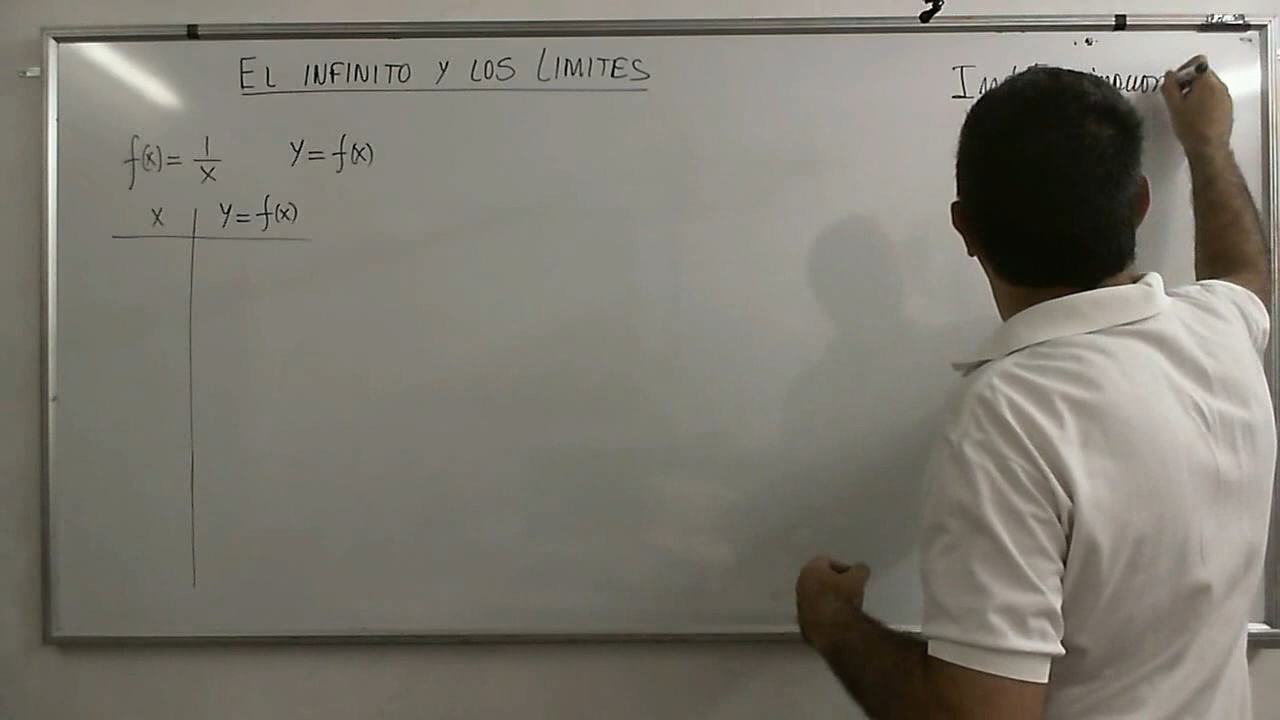 EL INFINITO Y LOS LIMITES
f(x) = 1/x y = f(x)
x y = f(x)